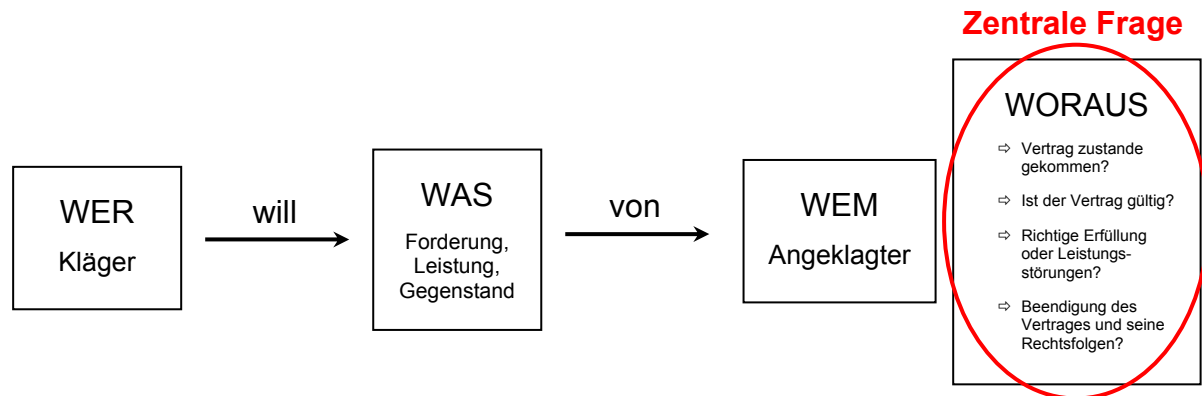 Zentrale Frage
WER
Kläger
will
WAS
Forderung,
Leistung,
Gegenstand
von
WEM
Angeklagter
WORAUS
⇨ Vertrag zustande
gekommen?
⇨ Ist der Vertrag gültig?
⇨ Richtige Erfüllung
oder Leistungs-
störungen?
⇨ Beendigung des
Vertrages und seine
Rechtsfolgen?